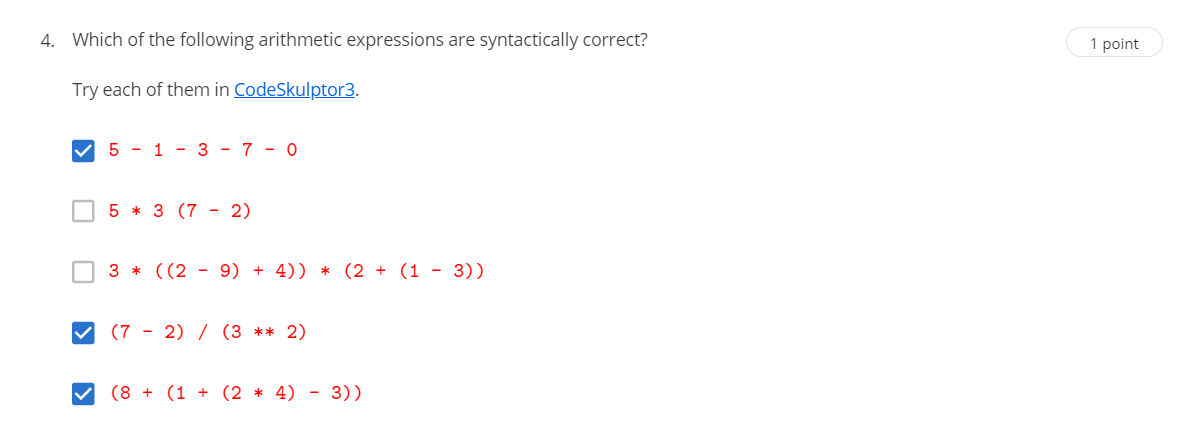 4. Which of the following arithmetic expressions are syntactically correct?
1 point
Try each of them in CodeSkulptor3.
5 - 1 - 3 - 7 - 0
5 * 3 (7 - 2)
3 * ((2 - 9) + 4)) * (2 + (1 - 3))
(7 - 2) / (3 ** 2)
(8 + (1 + (2 * 4) - 3))